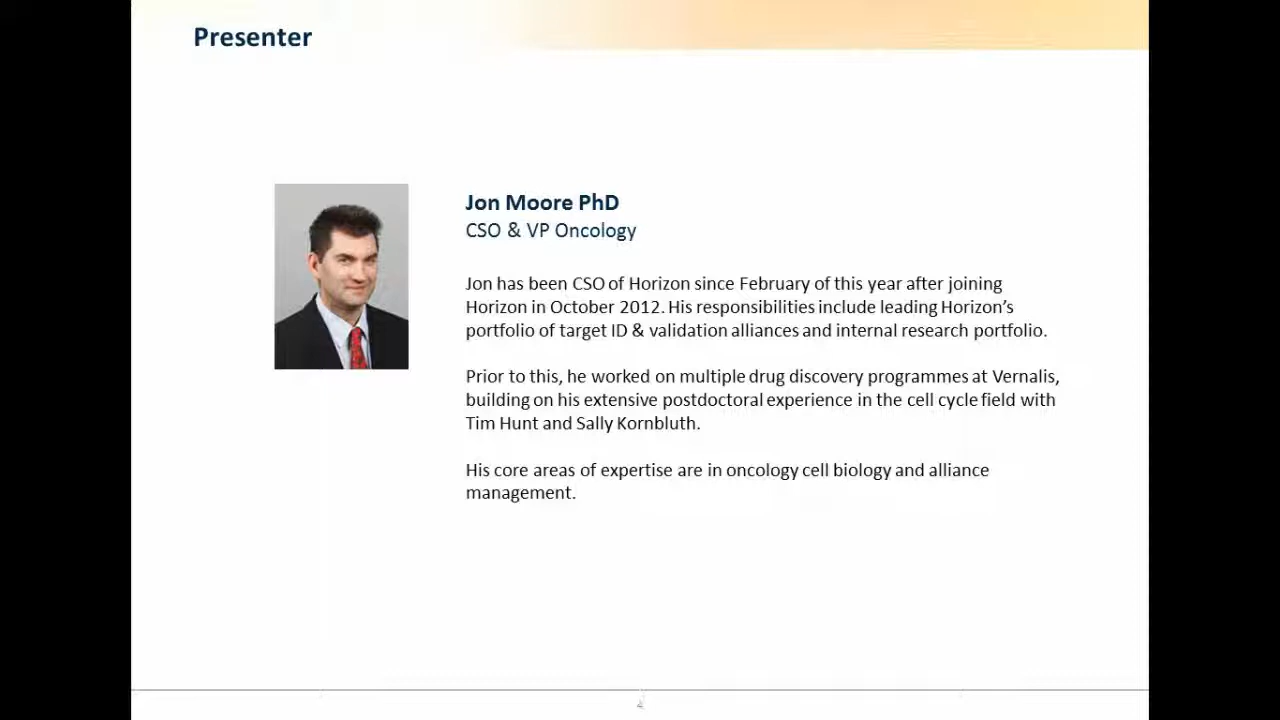 Presenter
Jon Moore PhD
CSO & VP Oncology
Jon has been CSO of Horizon since February of this year after joining
Horizon in October 2012. His responsibilities include leading Horizon’s
portfolio of target ID & validation alliances and internal research portfolio.
Prior to this, he worked on multiple drug discovery programmes at Vernalis,
building on his extensive postdoctoral experience in the cell cycle field with
Tim Hunt and Sally Kornbluth.
His core areas of expertise are in oncology cell biology and alliance
management.
4